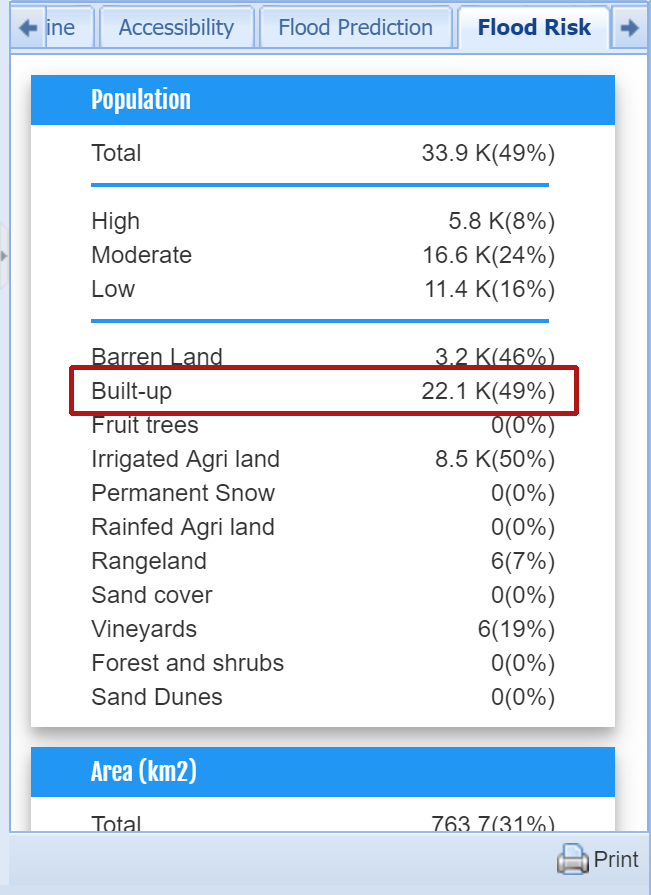 ine Accessibility Flood Prediction Flood Risk
Population
Total 33.9 K(49%)
High 5.8 K(8%)
Moderate 16.6 K(24%)
Low 11.4 K(16%)
Barren Land 3.2 K(46%)
Built-up 22.1 K(49%)
Fruit trees 0(0%)
Irrigated Agri land 8.5 K(50%)
Permanent Snow 0(0%)
Rainfed Agri land 0(0%)
Rangeland 6(7%)
Sand cover 0(0%)
Vineyards 6(19%)
Forest and shrubs 0(0%)
Sand Dunes 0(0%)
Area (km2)
Total 763.7(31%)
Print